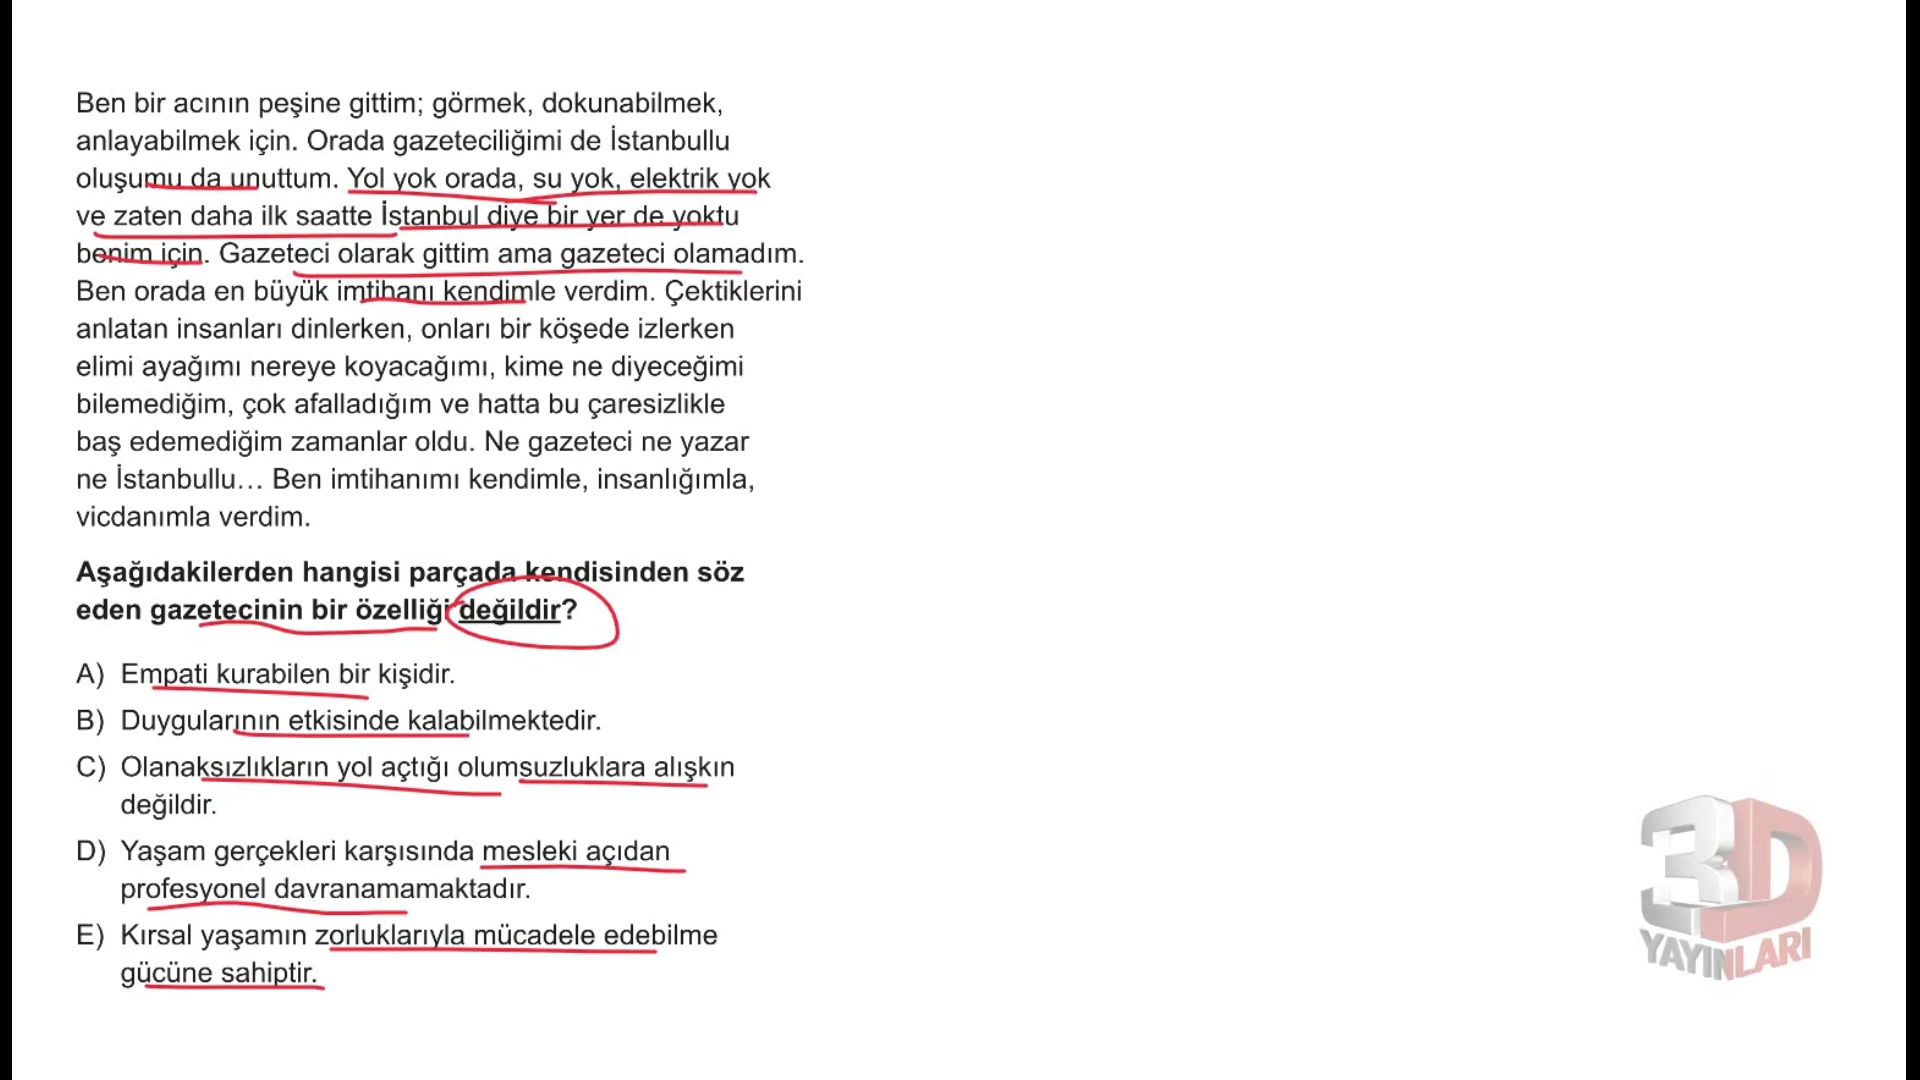 Ben bir acının peşine gittim; görmek, dokunabilmek,
anlayabilmek için. Orada gazeteciliğimi de İstanbullu
oluşumu da unuttum. Yol yok orada, su yok, elektrik yok
ve zaten daha ilk saatte İstanbul diye bir yer de yoktu
benim için. Gazeteci olarak gittim ama gazeteci olamadım.
Ben orada en büyük imtihanı kendimle verdim. Çektiklerini
anlatan insanları dinlerken, onları bir köşede izlerken
elimi ayağımı nereye koyacağımı, kime ne diyeceğimi
bilemediğim, çok afalladığım ve hatta bu çaresizlikle
baş edemediğim zamanlar oldu. Ne gazeteci ne yazar
ne İstanbullu… Ben imtihanımı kendimle, insanlığımla,
vicdanımla verdim.
Aşağıdakilerden hangisi parçada kendisinden söz
eden gazetecinin bir özelliği değildir?
A) Empati kurabilen bir kişidir.
B) Duygularının etkisinde kalabilmektedir.
C) Olanaksızlıkların yol açtığı olumsuzluklara alışkın
değildir.
D) Yaşam gerçekleri karşısında mesleki açıdan
profesyonel davranamamaktadır.
E) Kırsal yaşamın zorluklarıyla mücadele edebilme
gücüne sahiptir.
3D
YAYINLARI